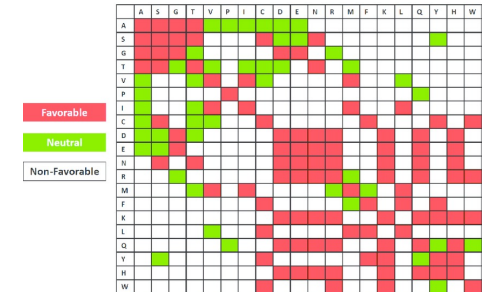 A S G T V P I C D E N R M F K L Q Y H W
A
S
G
T
V
P
I
C
D
E
N
R
M
F
K
L
Q
Y
H
W
Favorable
Neutral
Non-Favorable